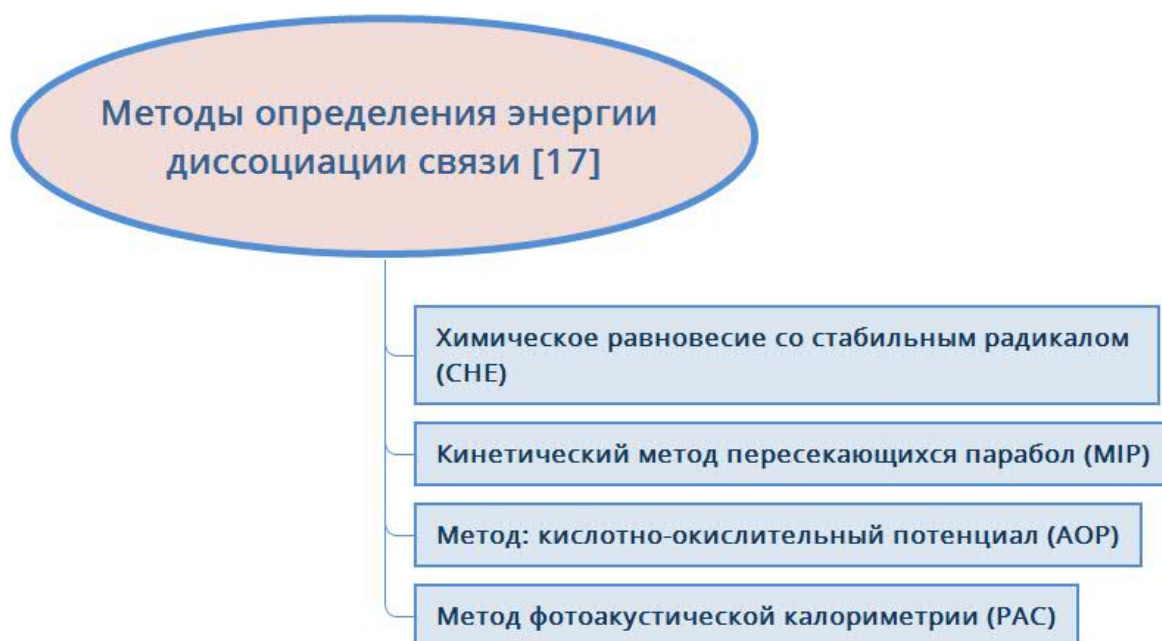 Методы определения энергии
диссоциации связи [17]
Химическое равновесие со стабильным радикалом
(CHE)
Кинетический метод пересекающихся парабол (MIP)
Метод: кислотно-окислительный потенциал (AOP)
Метод фотоакустической калориметрии (PAC)